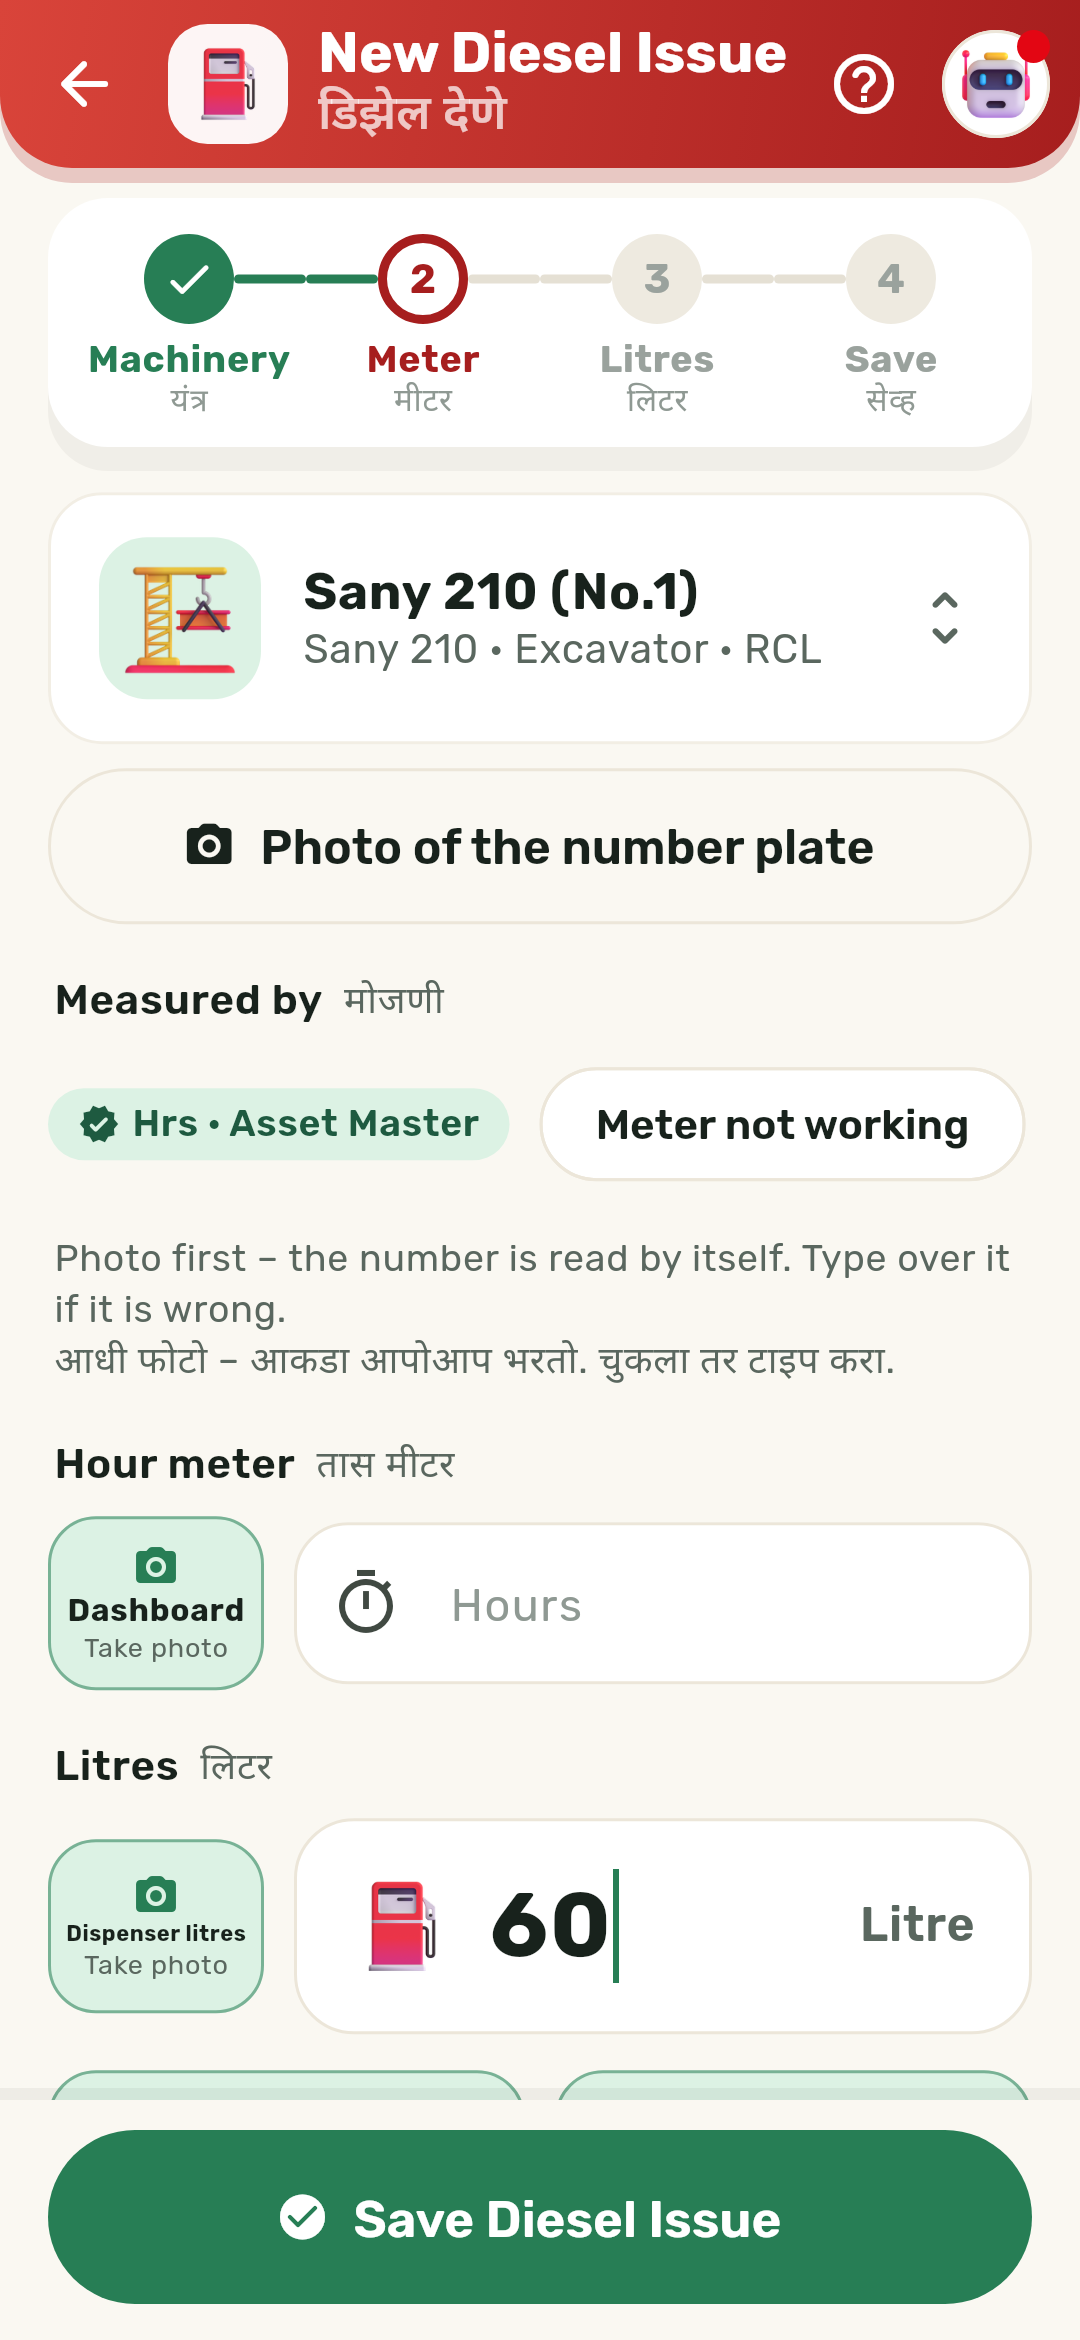 New Diesel Issue
डिझेल देणे
2
3
4
Machinery
Meter
Litres
Save
यंत्र
मीटर
लिटर
सेव्ह
Sany 210 (No.1)
Sany 210 • Excavator • RCL
Photo of the number plate
Measured by मोजणी
Hrs • Asset Master
Meter not working
Photo first – the number is read by itself. Type over it
if it is wrong.
आधी फोटो – आकडा आपोआप भरतो. चुकला तर टाइप करा.
Hour meter तास मीटर
Dashboard
Take photo
Hours
Litres लिटर
Dispenser litres
Take photo
60
Litre
Save Diesel Issue